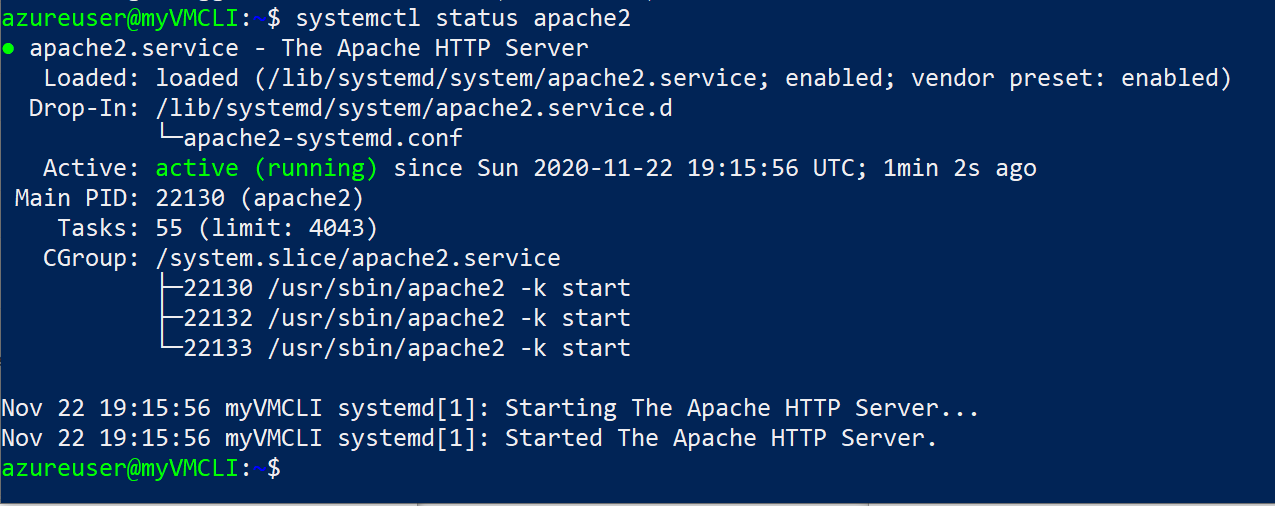 azureuser@myVMCLI:~$ systemctl status apache2
● apache2.service - The Apache HTTP Server
   Loaded: loaded (/lib/systemd/system/apache2.service; enabled; vendor preset: enabled)
  Drop-In: /lib/systemd/system/apache2.service.d
           └─apache2-systemd.conf
   Active: active (running) since Sun 2020-11-22 19:15:56 UTC; 1min 2s ago
 Main PID: 22130 (apache2)
    Tasks: 55 (limit: 4043)
   CGroup: /system.slice/apache2.service
           ├─22130 /usr/sbin/apache2 -k start
           ├─22132 /usr/sbin/apache2 -k start
           └─22133 /usr/sbin/apache2 -k start

Nov 22 19:15:56 myVMCLI systemd[1]: Starting The Apache HTTP Server...
Nov 22 19:15:56 myVMCLI systemd[1]: Started The Apache HTTP Server.
azureuser@myVMCLI:~$